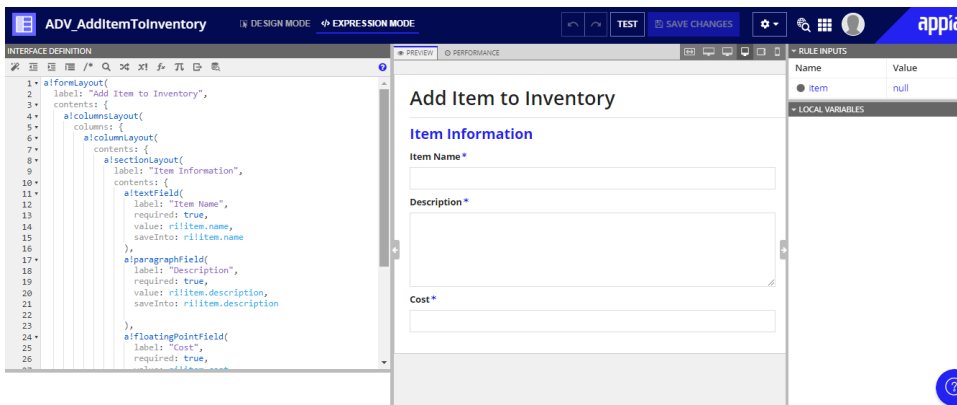 ADV_AddItemToInventory
DESIGN MODE
</> EXPRESSION MODE
TEST
SAVE CHANGES
appia
INTERFACE DEFINITION
1 a!formLayout(
2 label: "Add Item to Inventory",
3 contents: {
4 a!columnsLayout(
5 columns: {
6 a!columnLayout(
7 contents: {
8 a!sectionLayout(
9 label: "Item Information",
10 contents: {
11 a!textField(
12 label: "Item Name",
13 required: true,
14 value: ri!item.name,
15 saveInto: ri!item.name
16 ),
17 a!paragraphField(
18 label: "Description",
19 required: true,
20 value: ri!item.description,
21 saveInto: ri!item.description
22
23 ),
24 a!floatingPointField(
25 label: "Cost",
26 required: true,
27 value: ri!item.cost
PREVIEW
PERFORMANCE
Add Item to Inventory
Item Information
Item Name*
Description*
Cost*
RULE INPUTS
Name Value
item null
LOCAL VARIABLES